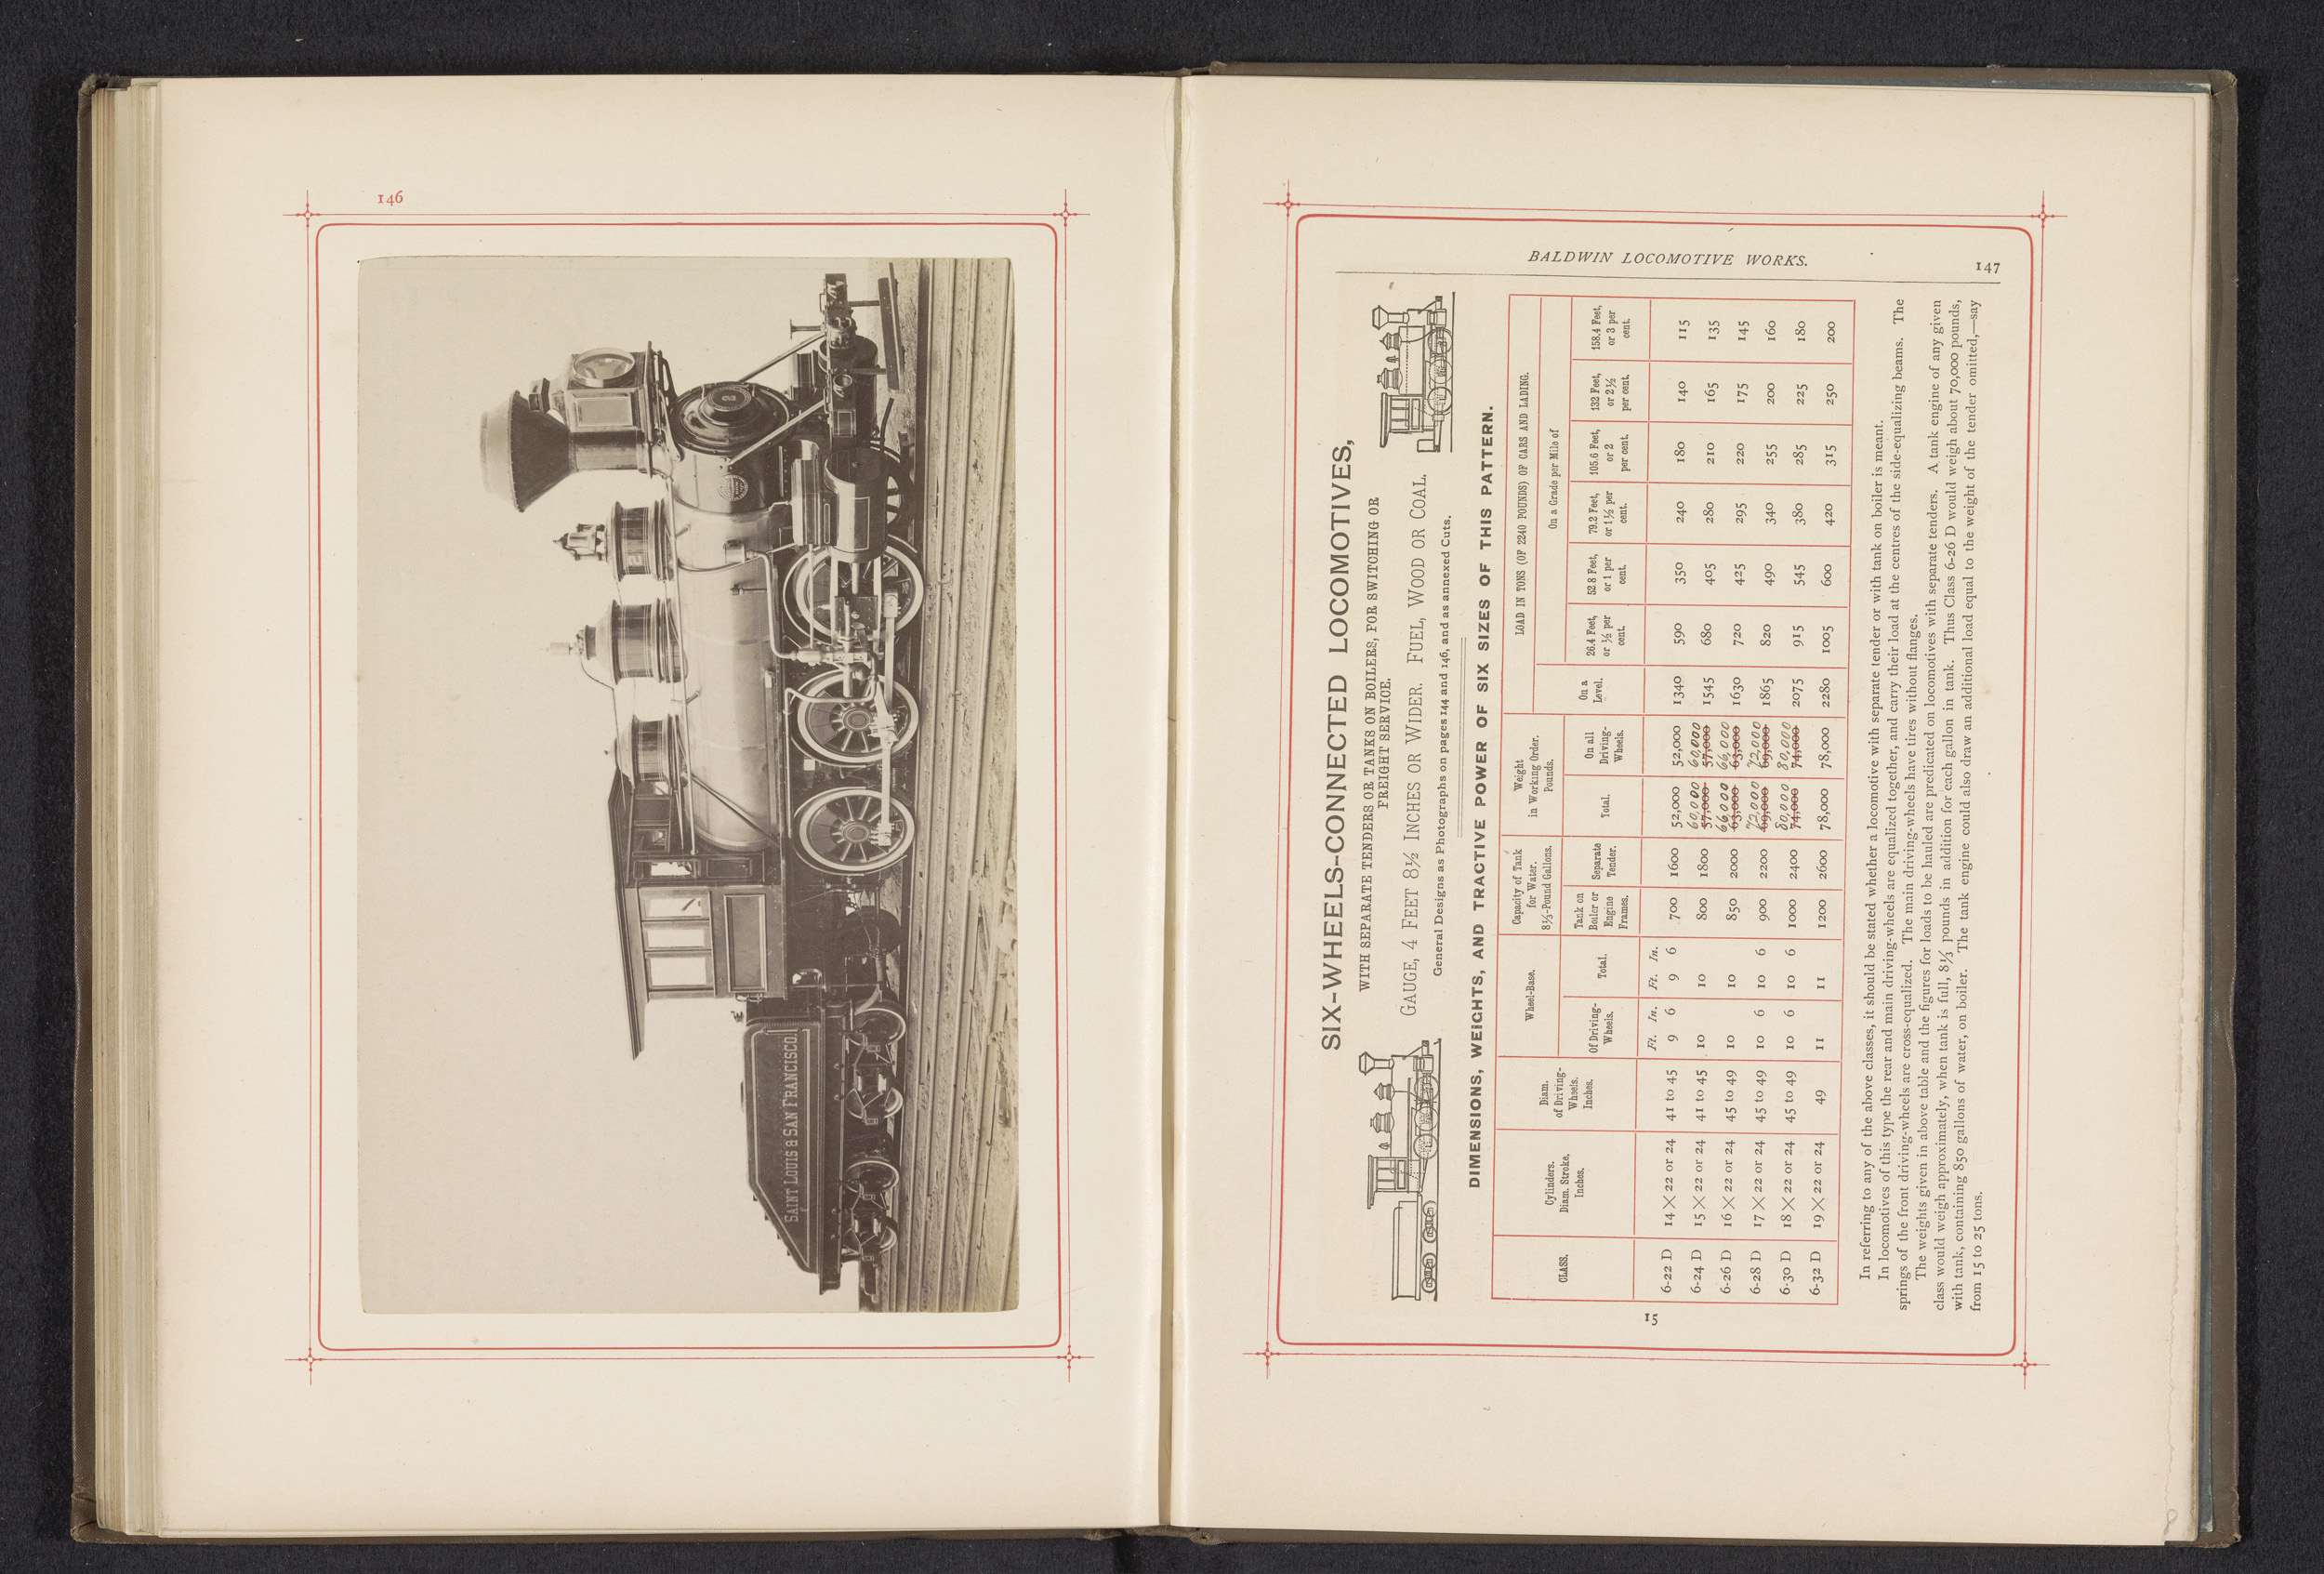 146
SAINT LOUIS & SAN FRANCISCO.
BALDWIN LOCOMOTIVE WORKS.
147
SIX-WHEELS-CONNECTED LOCOMOTIVES,
WITH SEPARATE TENDERS OR TANKS ON BOILERS, FOR SWITCHING OR
FREIGHT SERVICE.
GAUGE, 4 FEET 8½ INCHES OR WIDER. FUEL, WOOD OR COAL.
General Designs as Photographs on pages 144 and 146, and as annexed Cuts.
DIMENSIONS, WEIGHTS, AND TRACTIVE POWER OF SIX SIZES OF THIS PATTERN.
CLASS. Cylinders. Diam. Stroke. Inches. Diam. of Driving-Wheels. Inches. Wheel-Base. Capacity of Tank for Water. 8⅓-Pound Gallons. Weight in Working Order. Pounds. LOAD IN TONS (OF 2240 POUNDS) OF CARS AND LADING.
On a Grade per Mile of
Of Driving-Wheels. Total. Tank on Boiler or Engine Frames. Separate Tender. Total. On all Driving-Wheels. On a Level. 26.4 Feet, or ½ per cent. 52.8 Feet, or 1 per cent. 79.2 Feet, or 1½ per cent. 105.6 Feet, or 2 per cent. 132 Feet, or 2½ per cent. 158.4 Feet, or 3 per cent.
Ft. In. Ft. In.
6-22 D 14 × 22 or 24 41 to 45 9 6 9 6 700 1600 52,000 52,000 1340 590 350 240 180 140 115
60,000 60,000
6-24 D 15 × 22 or 24 41 to 45 10 10 800 1800 57,000 57,000 1545 680 405 280 210 165 135
66,000 66,000
6-26 D 16 × 22 or 24 45 to 49 10 10 850 2000 63,000 63,000 1630 720 425 295 220 175 145
72,000 72,000
6-28 D 17 × 22 or 24 45 to 49 10 6 10 6 900 2200 69,000 69,000 1865 820 490 340 255 200 160
80,000 80,000
6-30 D 18 × 22 or 24 45 to 49 10 6 10 6 1000 2400 74,000 74,000 2075 915 545 380 285 225 180
6-32 D 19 × 22 or 24 49 11 11 1200 2600 78,000 78,000 2280 1005 600 420 315 250 200
In referring to any of the above classes, it should be stated whether a locomotive with separate tender or with tank on boiler is meant.
In locomotives of this type the rear and main driving-wheels are equalized together, and carry their load at the centres of the side-equalizing beams. The
springs of the front driving-wheels are cross-equalized. The main driving-wheels have tires without flanges.
The weights given in above table and the figures for loads to be hauled are predicated on locomotives with separate tenders. A tank engine of any given
class would weigh approximately, when tank is full, 8⅓ pounds in addition for each gallon in tank. Thus Class 6-26 D would weigh about 70,000 pounds,
with tank, containing 850 gallons of water, on boiler. The tank engine could also draw an additional load equal to the weight of the tender omitted,—say
from 15 to 25 tons.
15